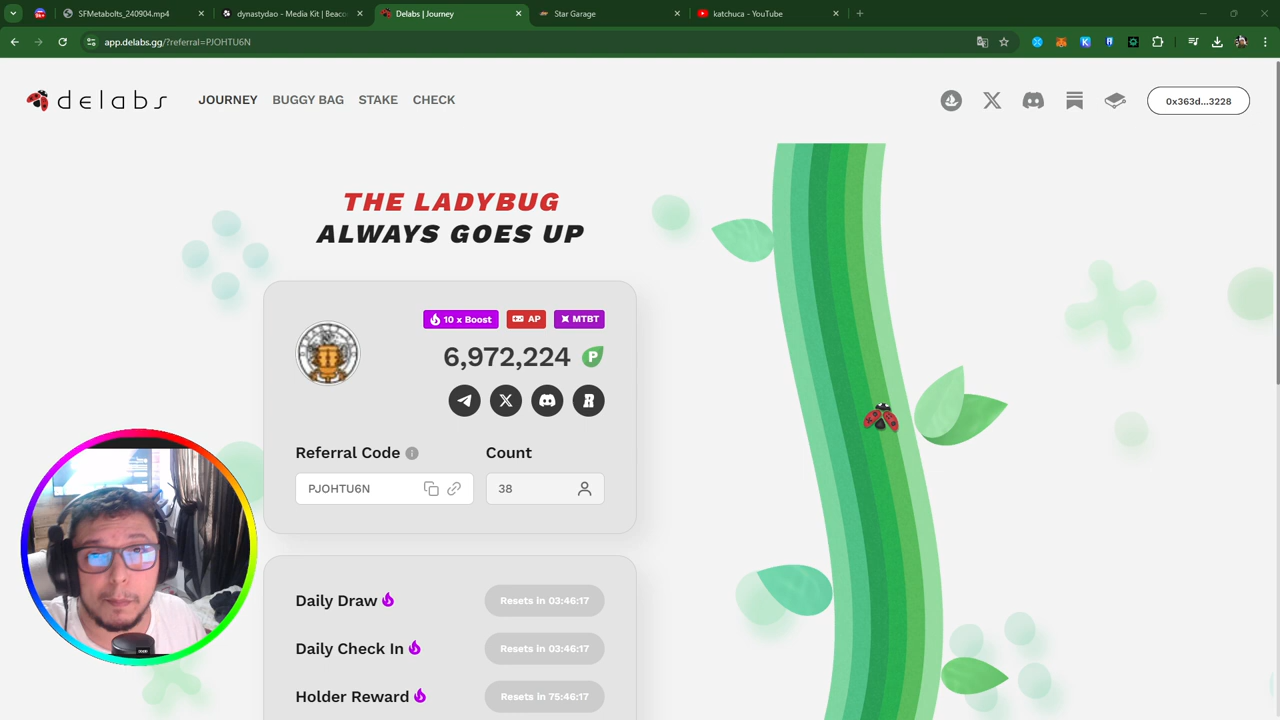 SFMetabolts_240904.mp4
dynastydao - Media Kit | Beaco
Delabs | Journey
Star Garage
katchuca - YouTube
app.delabs.gg/?referral=PJOHTU6N
delabs
JOURNEY
BUGGY BAG
STAKE
CHECK
0x363d...3228
THE LADYBUG
ALWAYS GOES UP
10 x Boost
AP
MTBT
6,972,224 P
Referral Code
Count
PJOHTU6N
38
Daily Draw
Resets in 03:46:17
Daily Check In
Resets in 03:46:17
Holder Reward
Resets in 75:46:17